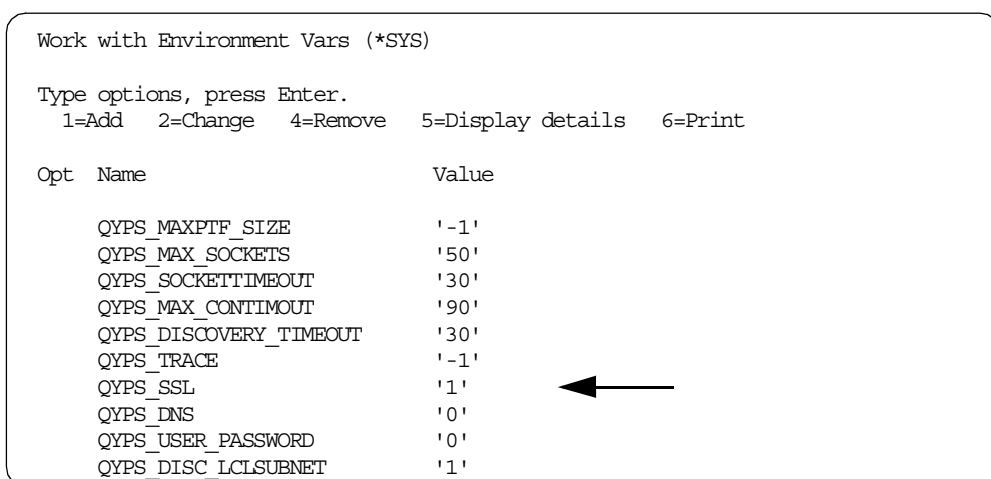 Work with Environment Vars (*SYS)
Type options, press Enter.
1=Add 2=Change 4=Remove 5=Display details 6=Print
Opt Name Value
QYPS_MAXPTF_SIZE '-1'
QYPS_MAX_SOCKETS '50'
QYPS_SOCKETTIMEOUT '30'
QYPS_MAX_CONTIMOUT '90'
QYPS_DISCOVERY_TIMEOUT '30'
QYPS_TRACE '-1'
QYPS_SSL '1'
QYPS_DNS '0'
QYPS_USER_PASSWORD '0'
QYPS_DISC_LCLSUBNET '1'